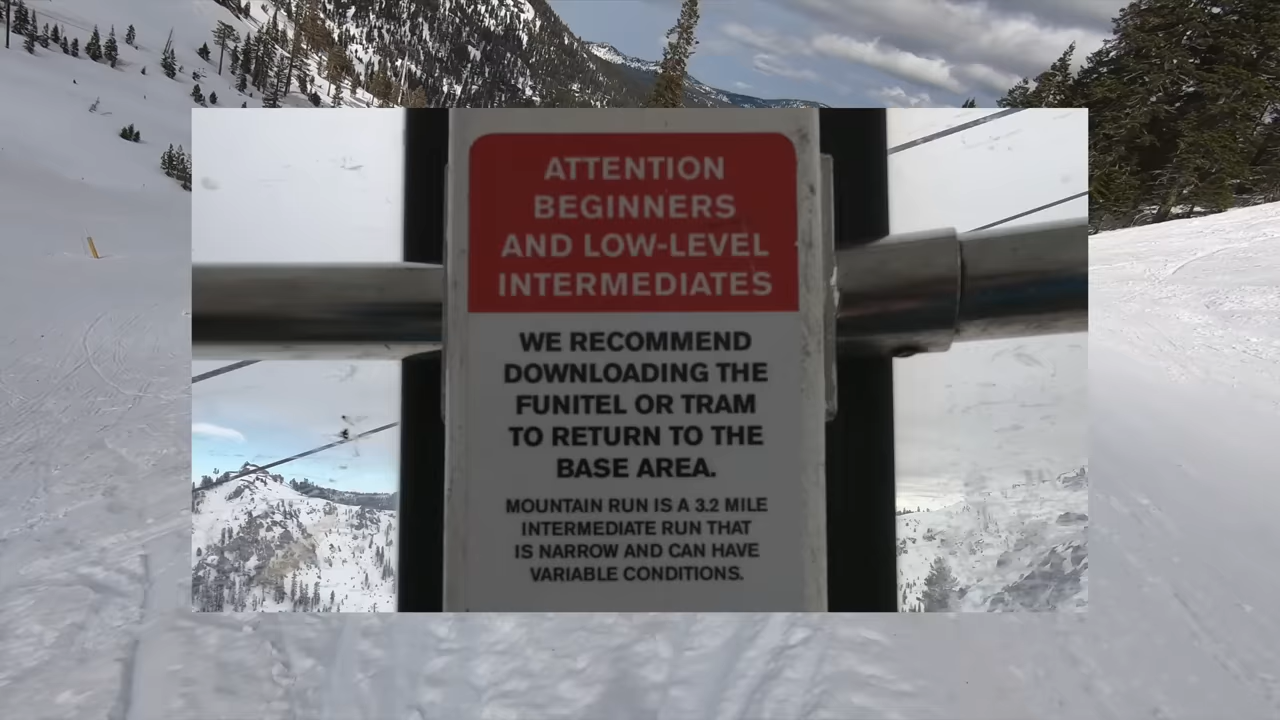 ATTENTION
BEGINNERS
AND LOW-LEVEL
INTERMEDIATES
WE RECOMMEND
DOWNLOADING THE
FUNITEL OR TRAM
TO RETURN TO THE
BASE AREA.
MOUNTAIN RUN IS A 3.2 MILE
INTERMEDIATE RUN THAT
IS NARROW AND CAN HAVE
VARIABLE CONDITIONS.